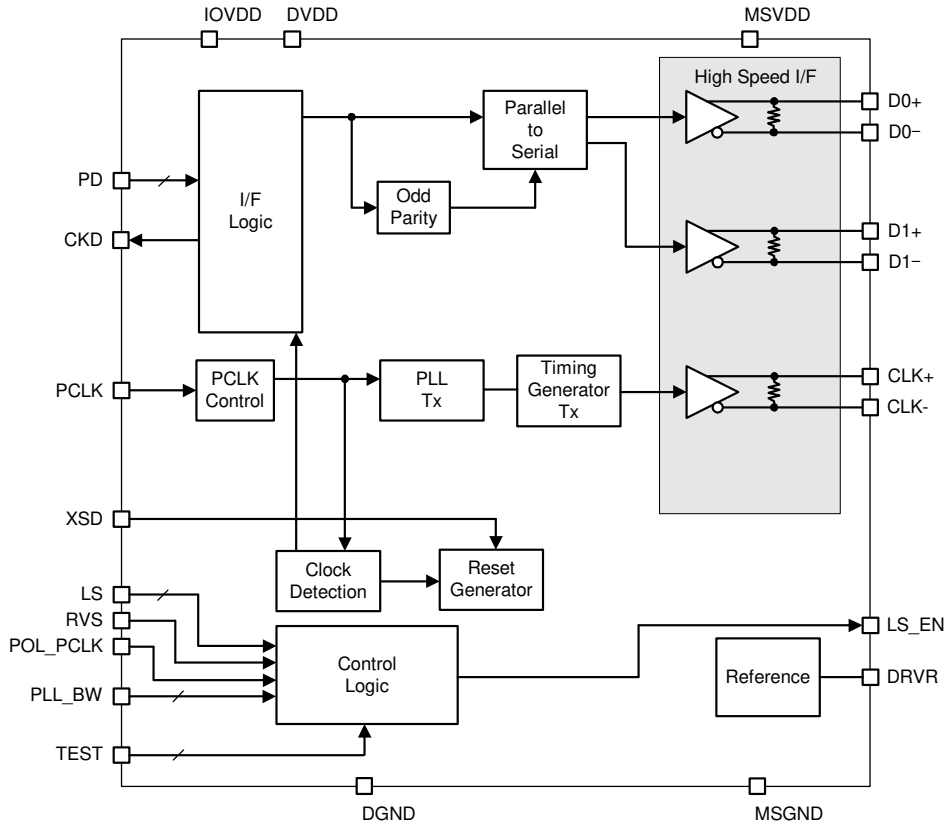 IOVDD
DVDD
MSVDD
High Speed I/F
D0+
D0−
Parallel
to
Serial
I/F
Logic
Odd
Parity
PD
CKD
D1+
D1−
PCLK
PCLK
Control
PLL
Tx
Timing
Generator
Tx
CLK+
CLK-
XSD
Clock
Detection
Reset
Generator
LS
RVS
POL_PCLK
PLL_BW
TEST
Control
Logic
LS_EN
Reference
DRVR
DGND
MSGND